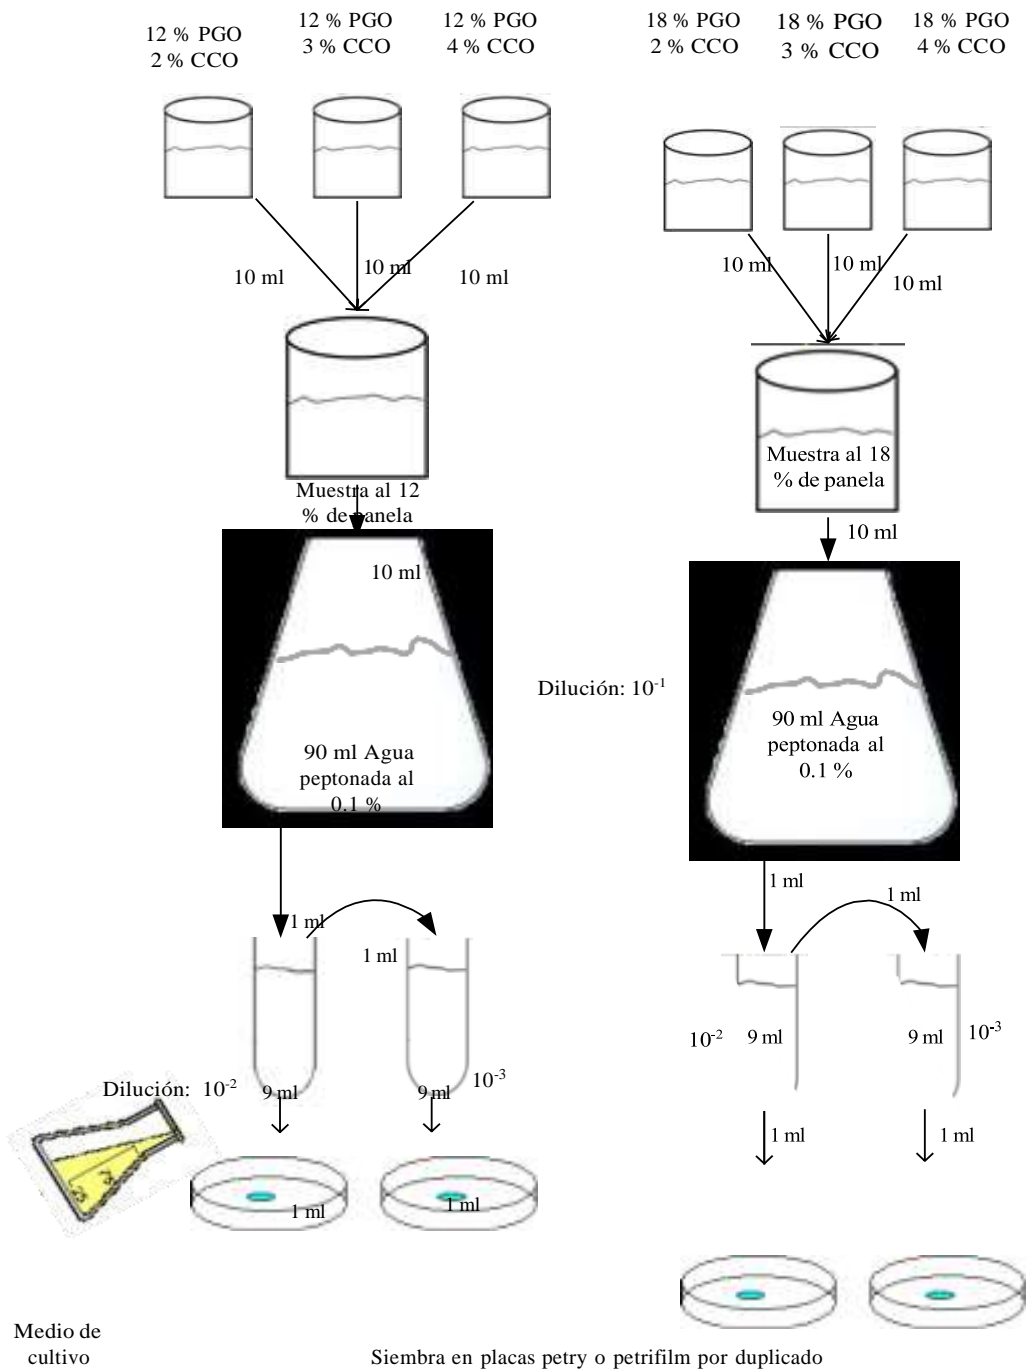 12 % PGO
2 % CCO
12 % PGO
3 % CCO
12 % PGO
4 % CCO
18 % PGO
2 % CCO
18 % PGO
3 % CCO
18 % PGO
4 % CCO
10 ml
10 ml
10 ml
10 ml
10 ml
10 ml
Muestra al 12
% de panela
Muestra al 18
% de panela
10 ml
10 ml
Dilución: 10⁻¹
90 ml Agua
peptonada al
0.1 %
90 ml Agua
peptonada al
0.1 %
1 ml
1 ml
1 ml
1 ml
Dilución: 10⁻²
9 ml
9 ml
10⁻³
10⁻²
9 ml
9 ml
10⁻³
1 ml
1 ml
1 ml
1 ml
Medio de
cultivo
Siembra en placas petry o petrifilm por duplicado